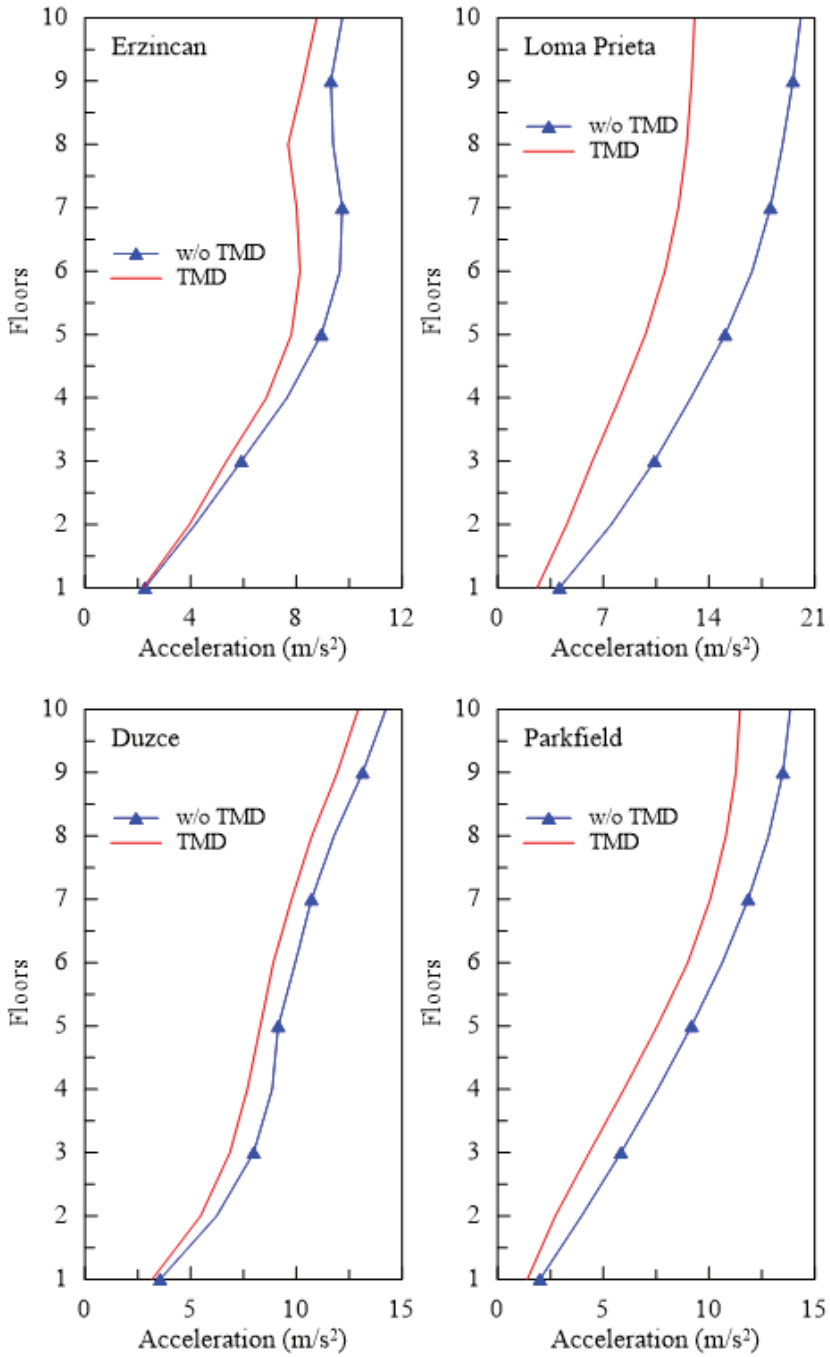 10
9
8
7
6
5
4
3
2
1
Floors
Erzincan
w/o TMD
TMD
0 4 8 12
Acceleration (m/s²)
10
9
8
7
6
5
4
3
2
1
Floors
Loma Prieta
w/o TMD
TMD
0 7 14 21
Acceleration (m/s²)
10
9
8
7
6
5
4
3
2
1
Floors
Duzce
w/o TMD
TMD
0 5 10 15
Acceleration (m/s²)
10
9
8
7
6
5
4
3
2
1
Floors
Parkfield
w/o TMD
TMD
0 5 10 15
Acceleration (m/s²)